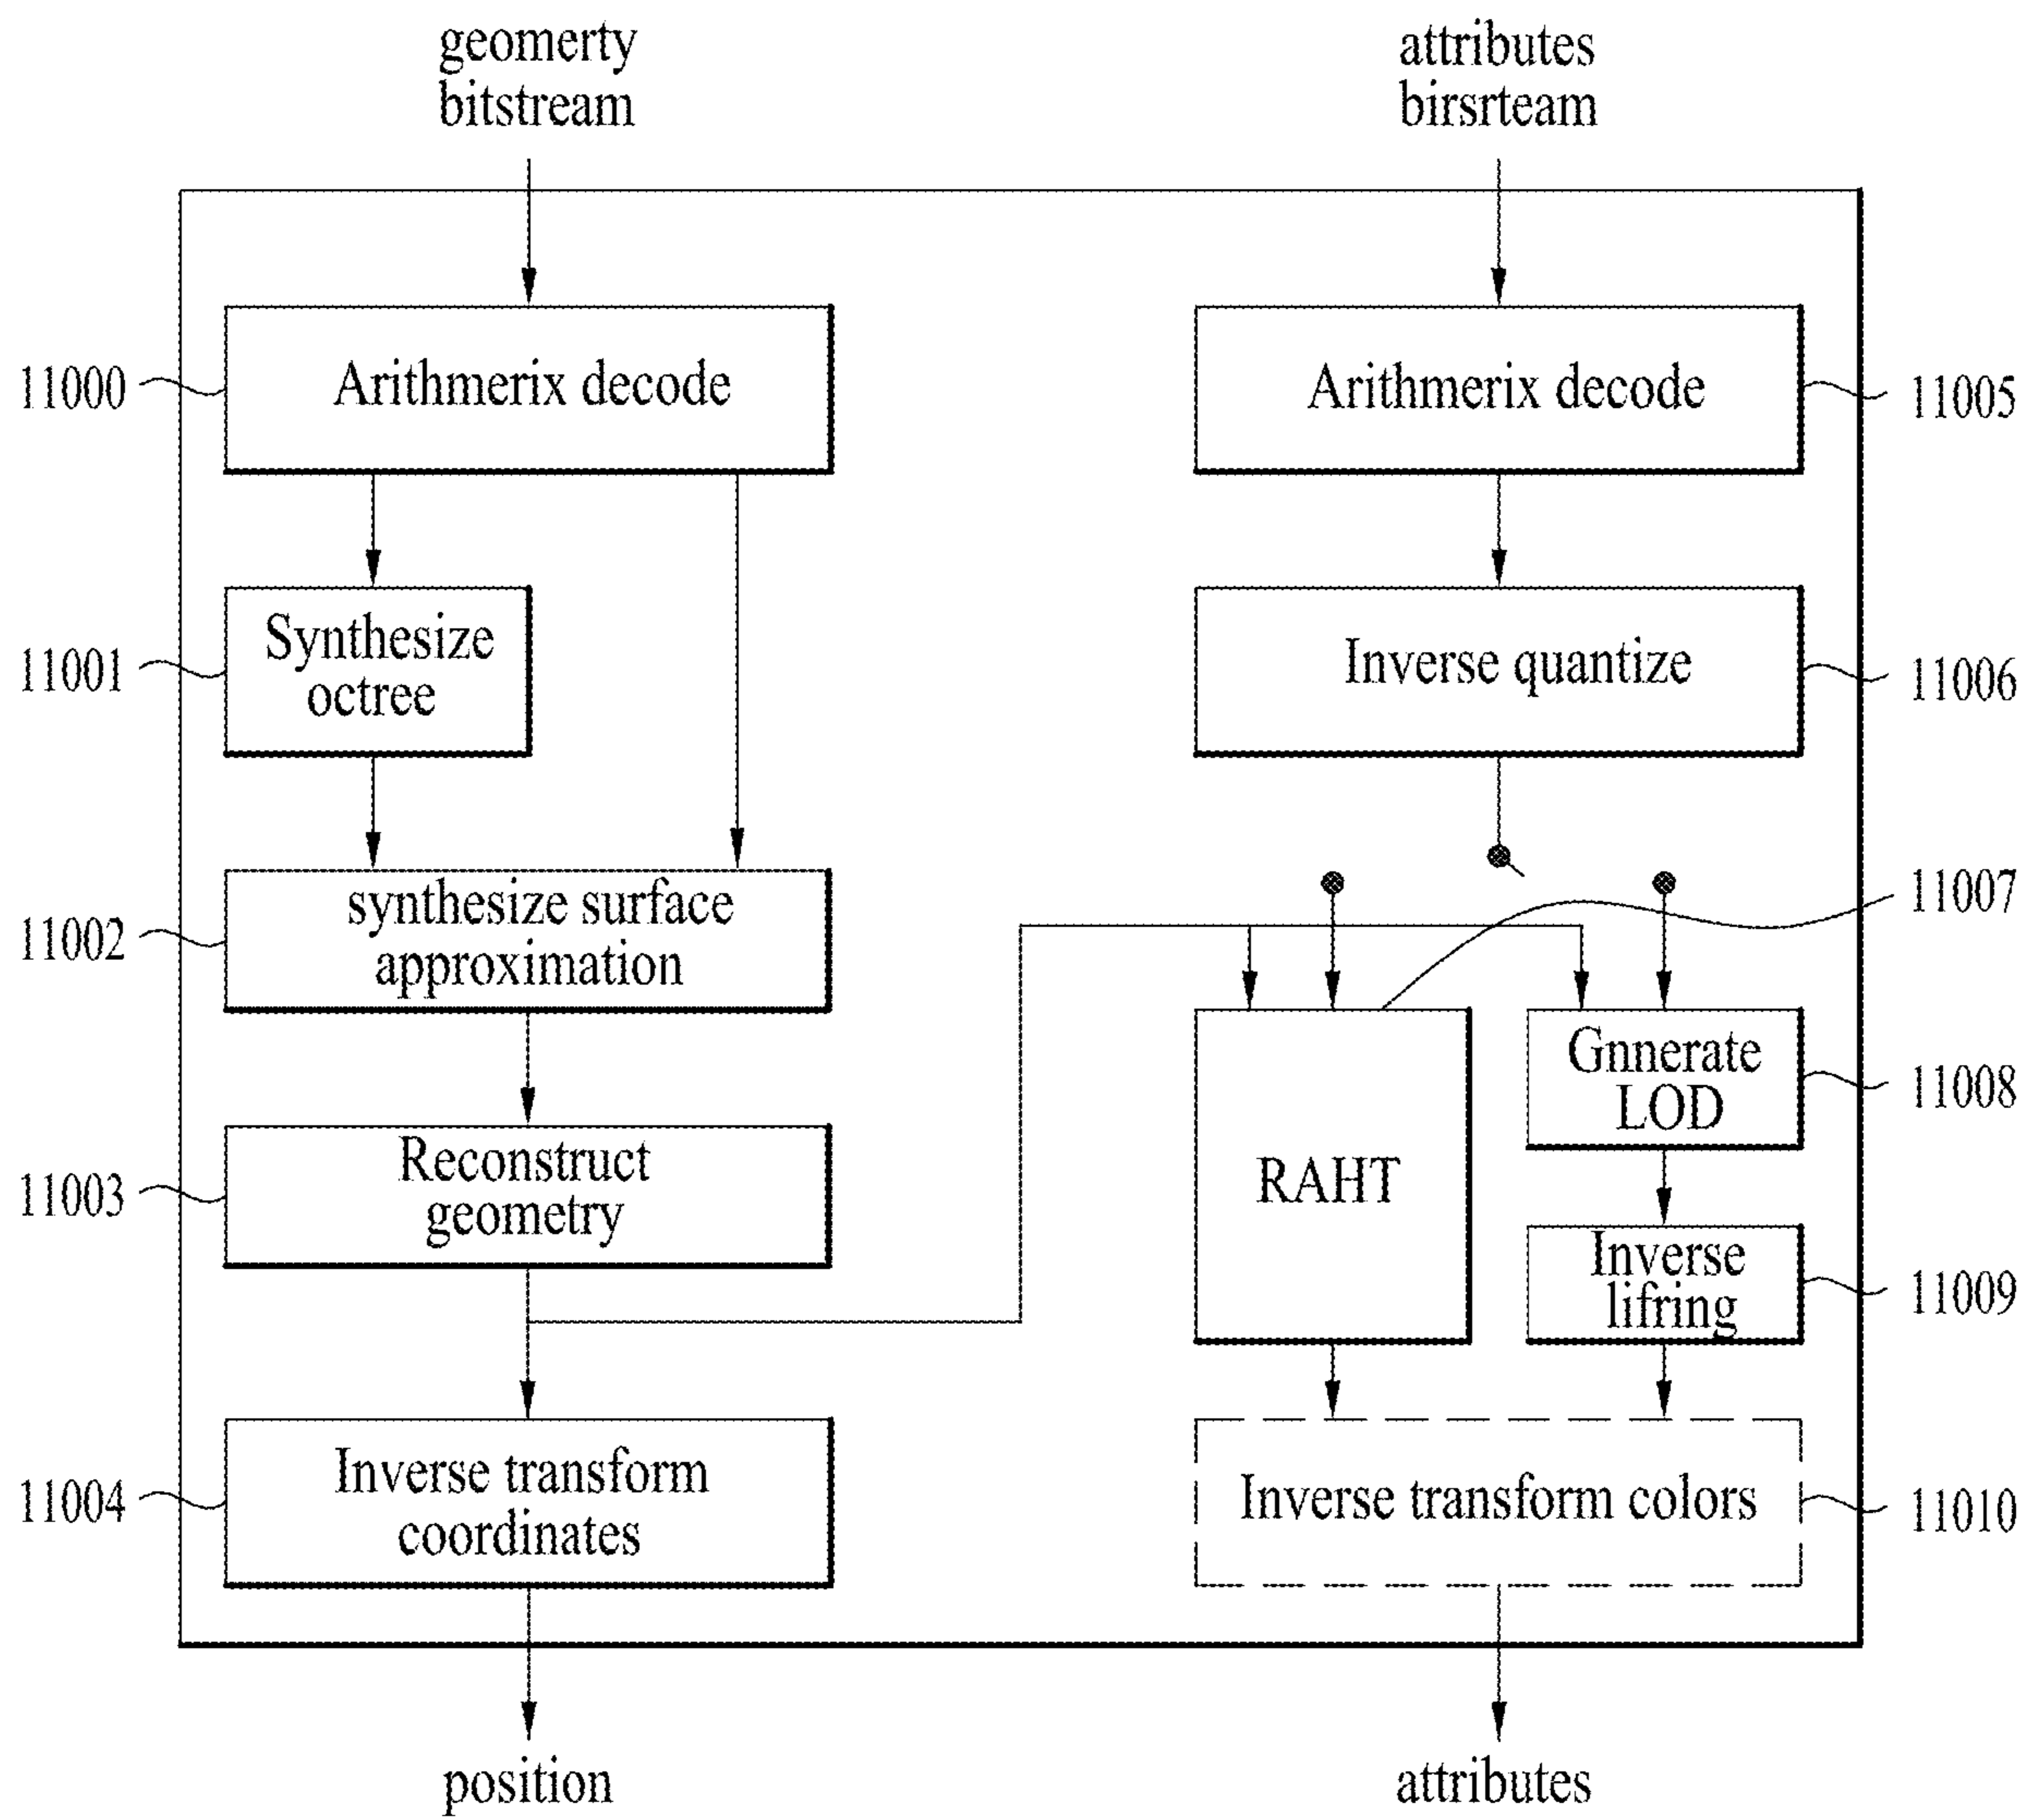 geomerty
bitstream
attributes
birsrteam
11000
Arithmerix decode
Arithmerix decode
11005
11001
Synthesize
octree
Inverse quantize
11006
11002
synthesize surface
approximation
11007
Gnnerate
LOD
11008
11003
Reconstruct
geometry
RAHT
Inverse
lifring
11009
11004
Inverse transform
coordinates
Inverse transform colors
11010
position
attributes